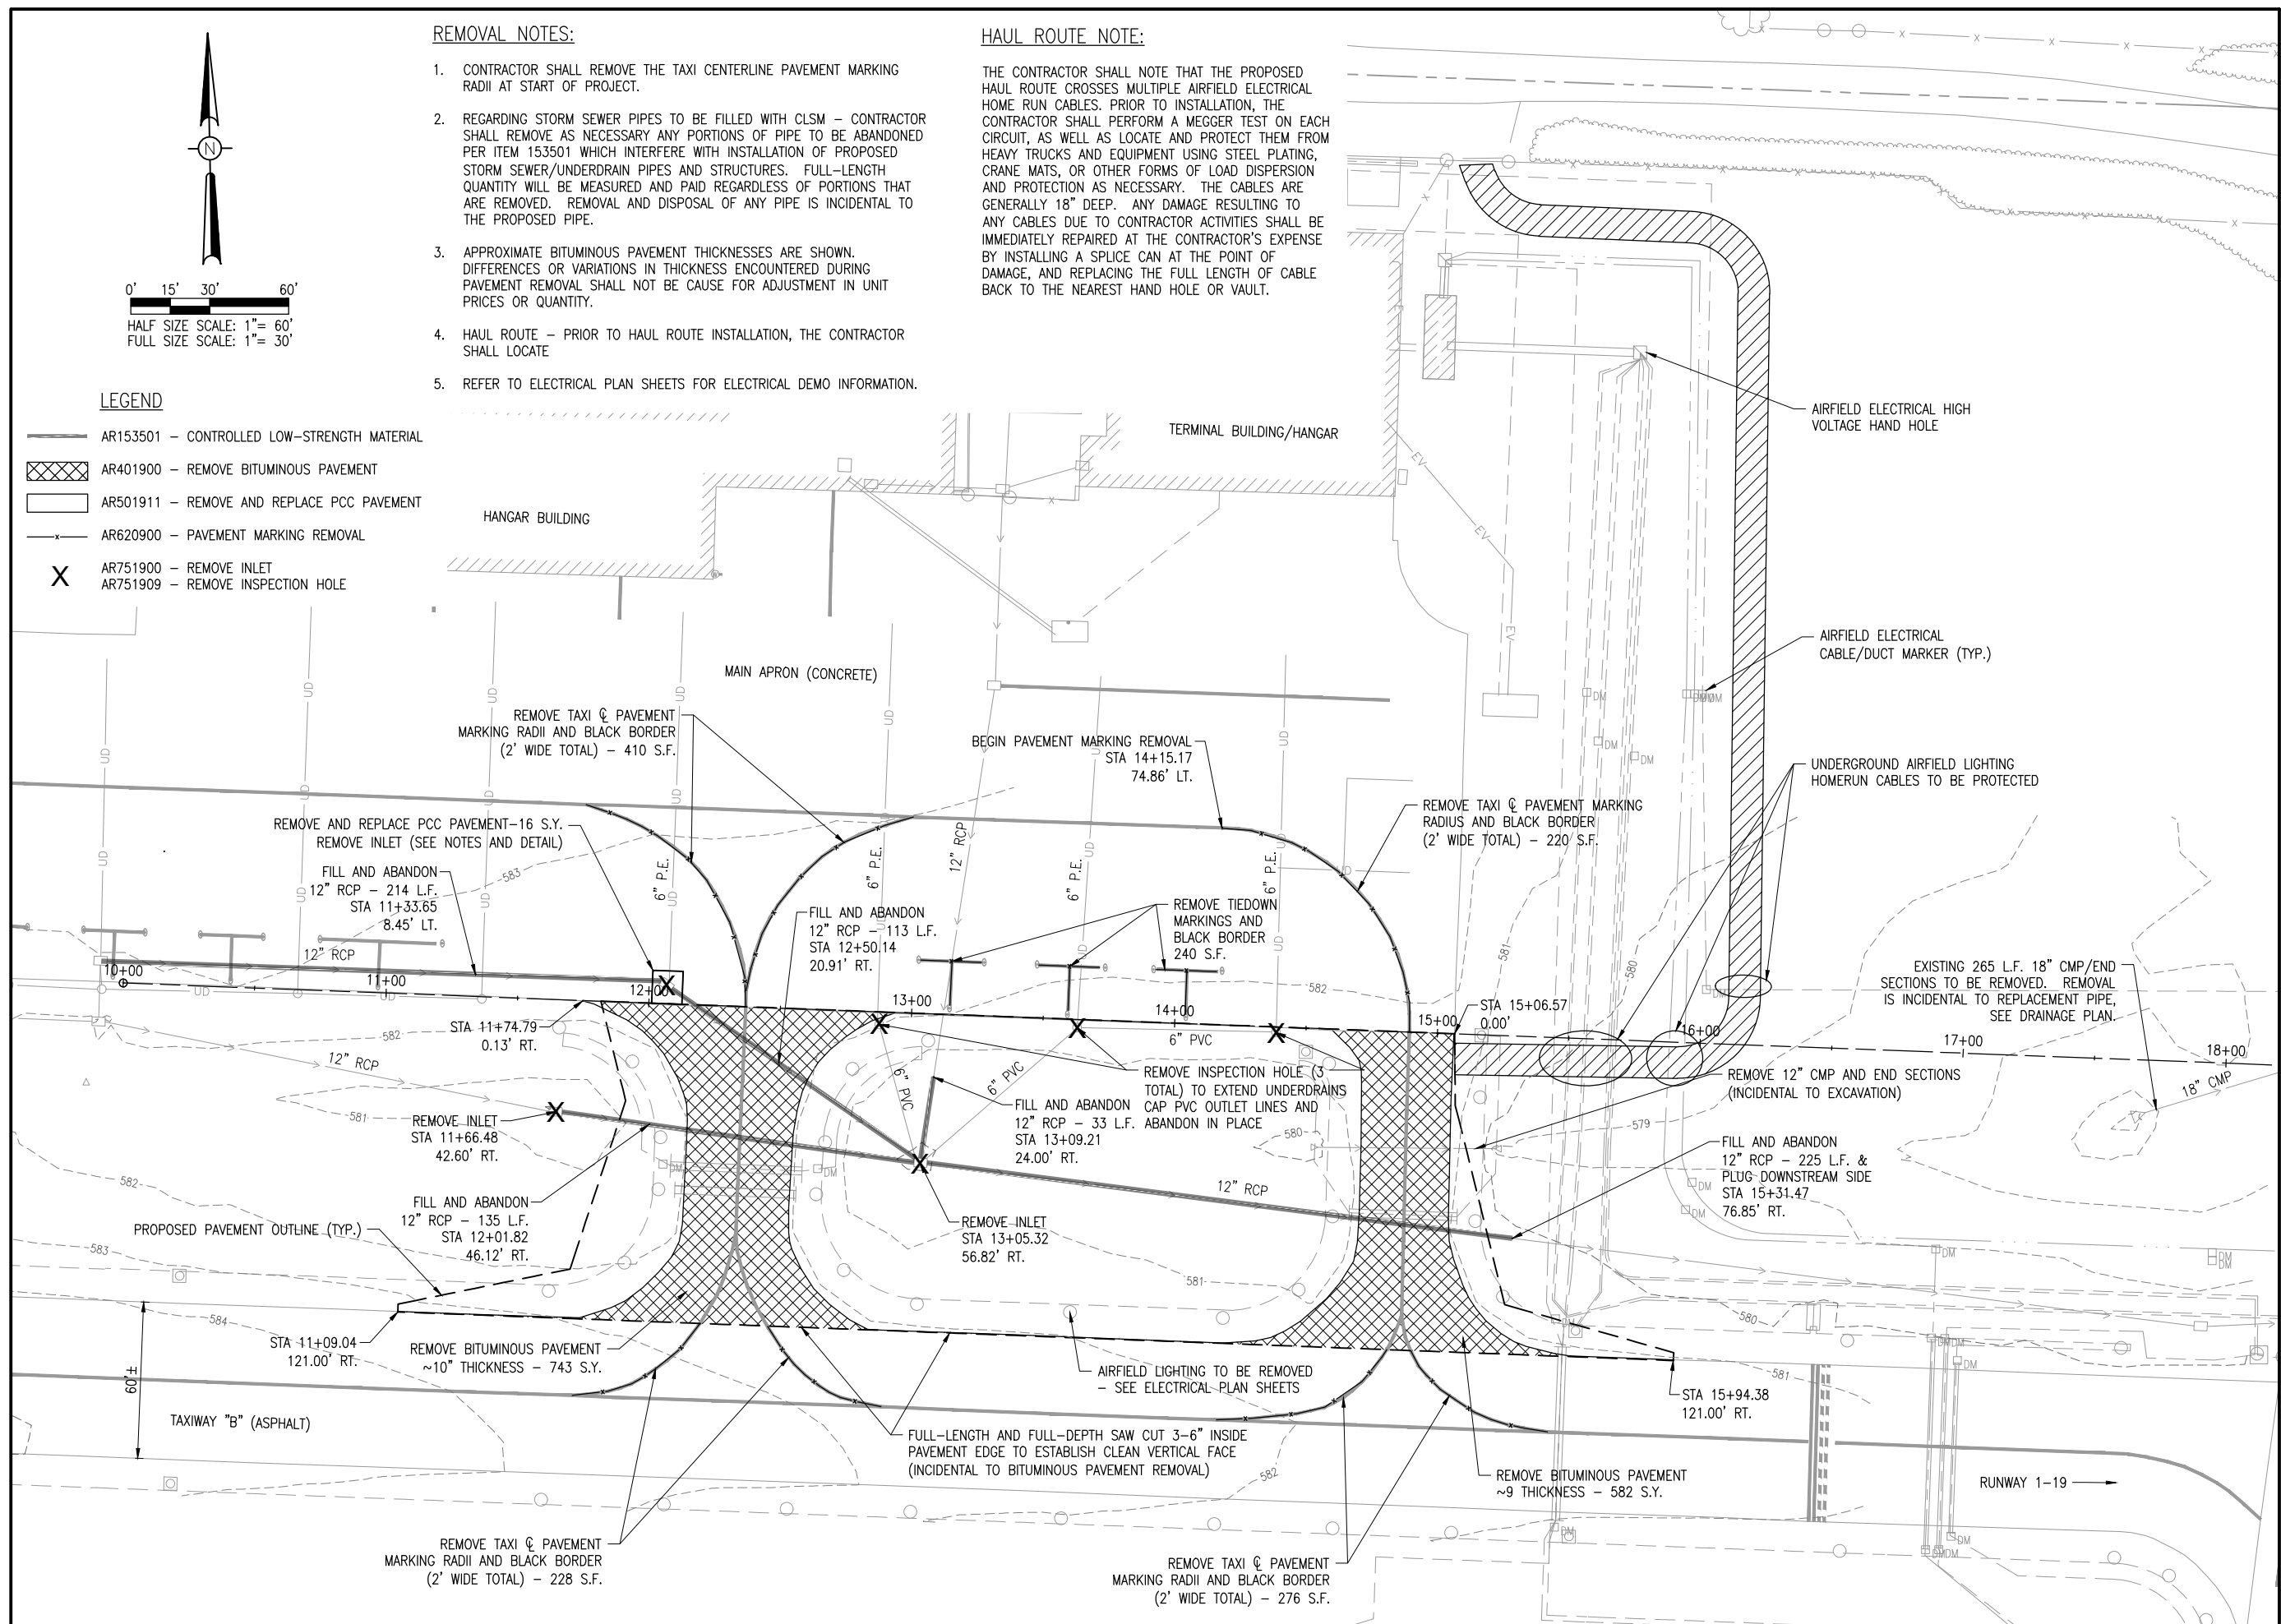 REMOVAL NOTES:
1. CONTRACTOR SHALL REMOVE THE TAXI CENTERLINE PAVEMENT MARKING
RADII AT START OF PROJECT.
2. REGARDING STORM SEWER PIPES TO BE FILLED WITH CLSM – CONTRACTOR
SHALL REMOVE AS NECESSARY ANY PORTIONS OF PIPE TO BE ABANDONED
PER ITEM 153501 WHICH INTERFERE WITH INSTALLATION OF PROPOSED
STORM SEWER/UNDERDRAIN PIPES AND STRUCTURES. FULL–LENGTH
QUANTITY WILL BE MEASURED AND PAID REGARDLESS OF PORTIONS THAT
ARE REMOVED. REMOVAL AND DISPOSAL OF ANY PIPE IS INCIDENTAL TO
THE PROPOSED PIPE.
3. APPROXIMATE BITUMINOUS PAVEMENT THICKNESSES ARE SHOWN.
DIFFERENCES OR VARIATIONS IN THICKNESS ENCOUNTERED DURING
PAVEMENT REMOVAL SHALL NOT BE CAUSE FOR ADJUSTMENT IN UNIT
PRICES OR QUANTITY.
4. HAUL ROUTE – PRIOR TO HAUL ROUTE INSTALLATION, THE CONTRACTOR
SHALL LOCATE
5. REFER TO ELECTRICAL PLAN SHEETS FOR ELECTRICAL DEMO INFORMATION.
HAUL ROUTE NOTE:
THE CONTRACTOR SHALL NOTE THAT THE PROPOSED
HAUL ROUTE CROSSES MULTIPLE AIRFIELD ELECTRICAL
HOME RUN CABLES. PRIOR TO INSTALLATION, THE
CONTRACTOR SHALL PERFORM A MEGGER TEST ON EACH
CIRCUIT, AS WELL AS LOCATE AND PROTECT THEM FROM
HEAVY TRUCKS AND EQUIPMENT USING STEEL PLATING,
CRANE MATS, OR OTHER FORMS OF LOAD DISPERSION
AND PROTECTION AS NECESSARY. THE CABLES ARE
GENERALLY 18" DEEP. ANY DAMAGE RESULTING TO
ANY CABLES DUE TO CONTRACTOR ACTIVITIES SHALL BE
IMMEDIATELY REPAIRED AT THE CONTRACTOR'S EXPENSE
BY INSTALLING A SPLICE CAN AT THE POINT OF
DAMAGE, AND REPLACING THE FULL LENGTH OF CABLE
BACK TO THE NEAREST HAND HOLE OR VAULT.
N
0' 15' 30' 60'
HALF SIZE SCALE: 1"= 60'
FULL SIZE SCALE: 1"= 30'
LEGEND
AR153501 – CONTROLLED LOW–STRENGTH MATERIAL
AR401900 – REMOVE BITUMINOUS PAVEMENT
AR501911 – REMOVE AND REPLACE PCC PAVEMENT
AR620900 – PAVEMENT MARKING REMOVAL
X
AR751900 – REMOVE INLET
AR751909 – REMOVE INSPECTION HOLE
TERMINAL BUILDING/HANGAR
HANGAR BUILDING
MAIN APRON (CONCRETE)
AIRFIELD ELECTRICAL HIGH
VOLTAGE HAND HOLE
AIRFIELD ELECTRICAL
CABLE/DUCT MARKER (TYP.)
UNDERGROUND AIRFIELD LIGHTING
HOMERUN CABLES TO BE PROTECTED
REMOVE TAXI ℄ PAVEMENT
MARKING RADII AND BLACK BORDER
(2' WIDE TOTAL) – 410 S.F.
BEGIN PAVEMENT MARKING REMOVAL
STA 14+15.17
74.86' LT.
REMOVE TAXI ℄ PAVEMENT MARKING
RADIUS AND BLACK BORDER
(2' WIDE TOTAL) – 220 S.F.
REMOVE AND REPLACE PCC PAVEMENT–16 S.Y.
REMOVE INLET (SEE NOTES AND DETAIL)
FILL AND ABANDON
12" RCP – 214 L.F.
STA 11+33.65
8.45' LT.
583
6" P.E.
6" P.E.
12" RCP
6" P.E.
6" P.E.
FILL AND ABANDON
12" RCP – 113 L.F.
STA 12+50.14
20.91' RT.
REMOVE TIEDOWN
MARKINGS AND
BLACK BORDER
240 S.F.
12" RCP
10+00
11+00
12+00
13+00
14+00
15+00
16+00
17+00
18+00
EXISTING 265 L.F. 18" CMP/END
SECTIONS TO BE REMOVED. REMOVAL
IS INCIDENTAL TO REPLACEMENT PIPE,
SEE DRAINAGE PLAN.
STA 15+06.57
0.00'
STA 11+74.79
0.13' RT.
582
582
581
580
12" RCP
6" PVC
6" PVC
6" PVC
18" CMP
REMOVE INSPECTION HOLE (3
TOTAL) TO EXTEND UNDERDRAINS
CAP PVC OUTLET LINES AND
ABANDON IN PLACE
REMOVE 12" CMP AND END SECTIONS
(INCIDENTAL TO EXCAVATION)
FILL AND ABANDON
12" RCP – 33 L.F.
STA 13+09.21
24.00' RT.
REMOVE INLET
STA 11+66.48
42.60' RT.
581
580
579
FILL AND ABANDON
12" RCP – 225 L.F. &
PLUG DOWNSTREAM SIDE
STA 15+31.47
76.85' RT.
582
12" RCP
FILL AND ABANDON
12" RCP – 135 L.F.
STA 12+01.82
46.12' RT.
REMOVE INLET
STA 13+05.32
56.82' RT.
PROPOSED PAVEMENT OUTLINE (TYP.)
583
581
584
580
STA 11+09.04
121.00' RT.
REMOVE BITUMINOUS PAVEMENT
~10" THICKNESS – 743 S.Y.
AIRFIELD LIGHTING TO BE REMOVED
– SEE ELECTRICAL PLAN SHEETS
581
STA 15+94.38
121.00' RT.
60'±
TAXIWAY "B" (ASPHALT)
FULL–LENGTH AND FULL–DEPTH SAW CUT 3–6" INSIDE
PAVEMENT EDGE TO ESTABLISH CLEAN VERTICAL FACE
(INCIDENTAL TO BITUMINOUS PAVEMENT REMOVAL)
582
REMOVE BITUMINOUS PAVEMENT
~9 THICKNESS – 582 S.Y.
RUNWAY 1–19
REMOVE TAXI ℄ PAVEMENT
MARKING RADII AND BLACK BORDER
(2' WIDE TOTAL) – 228 S.F.
REMOVE TAXI ℄ PAVEMENT
MARKING RADII AND BLACK BORDER
(2' WIDE TOTAL) – 276 S.F.